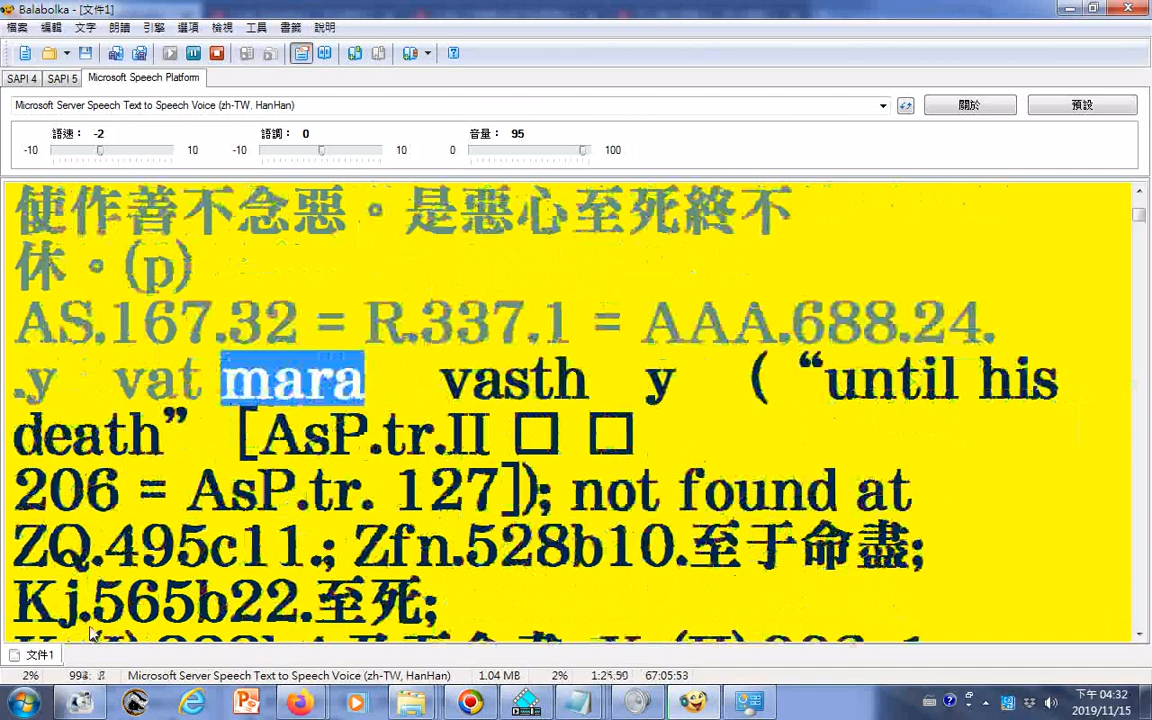 Balabolka - [文件1]
檔案 編輯 文字 朗讀 引擎 選項 檢視 工具 書籤 說明
SAPI 4 SAPI 5 Microsoft Speech Platform
Microsoft Server Speech Text to Speech Voice (zh-TW, HanHan) 關於 預設
語速： -2 語調： 0 音量： 95
-10 10 -10 10 0 100
使作善不念惡。是惡心至死終不
休。(p)
AS.167.32 = R.337.1 = AAA.688.24.
.y vat mara vasth y ( “until his
death” [AsP.tr.II □ □
206 = AsP.tr. 127]); not found at
ZQ.495c11.; Zfn.528b10.至于命盡;
Kj.565b22.至死;
文件1
2% Microsoft Server Speech Text to Speech Voice (zh-TW, HanHan) 1.04 MB 2% 67:05:53
下午 04:32
2019/11/15